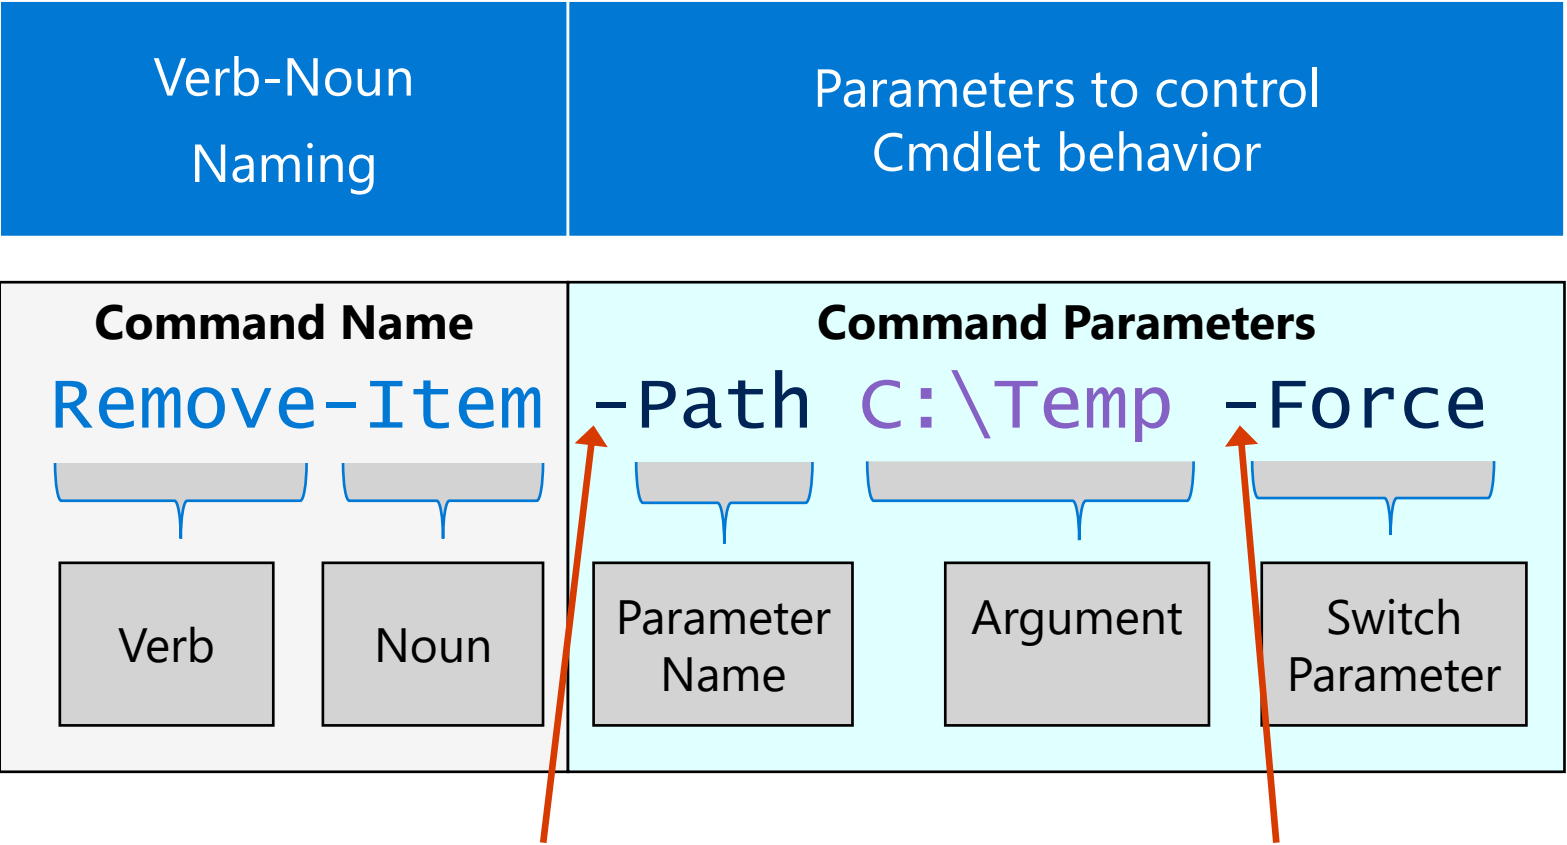 Verb-Noun
Naming
Parameters to control
Cmdlet behavior
Command Name
Command Parameters
Remove-Item -Path C:\Temp -Force
Verb
Noun
Parameter
Name
Argument
Switch
Parameter